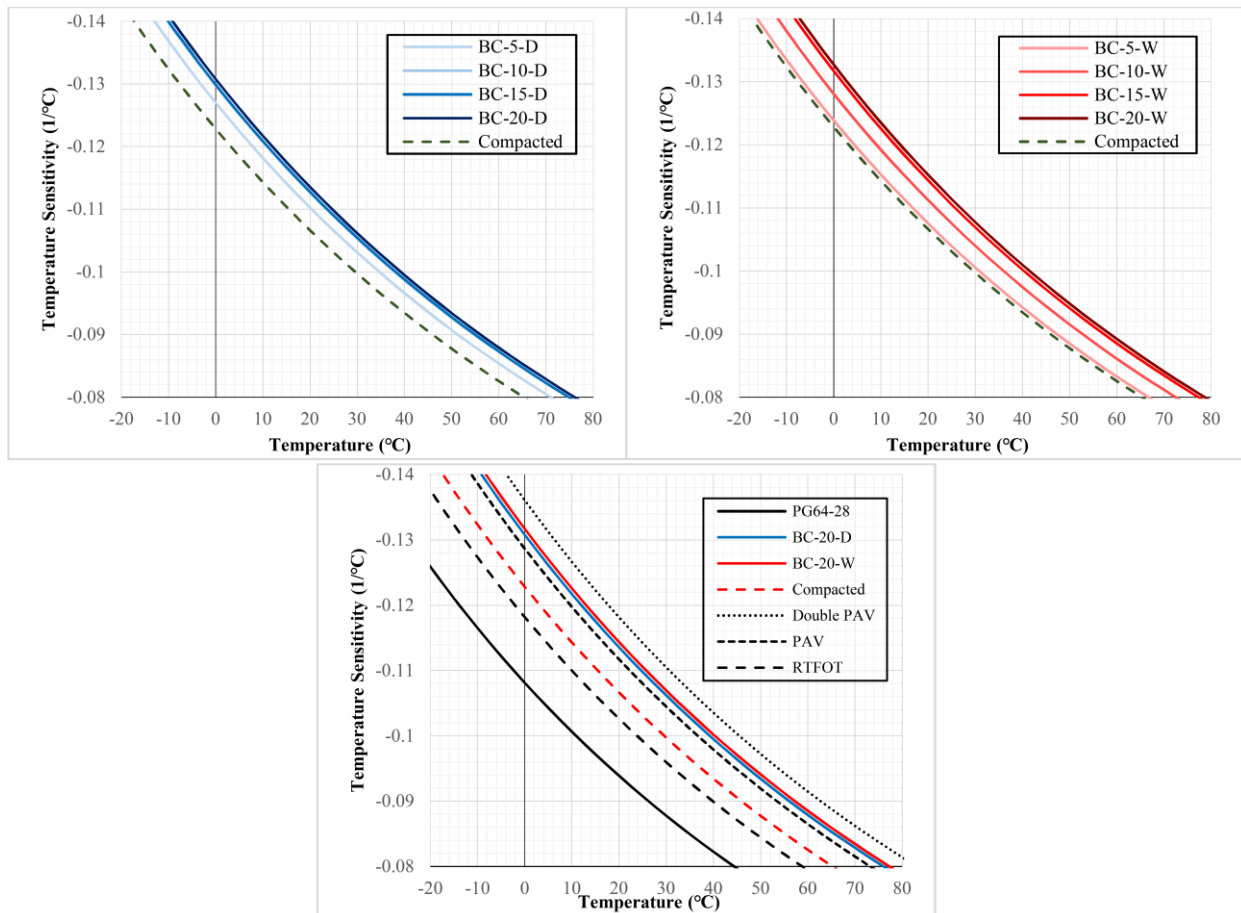 -0.14
-0.13
-0.12
-0.11
-0.1
-0.09
-0.08
Temperature Sensitivity (1/°C)
-20 -10 0 10 20 30 40 50 60 70 80
Temperature (°C)
BC-5-D
BC-10-D
BC-15-D
BC-20-D
Compacted
-0.14
-0.13
-0.12
-0.11
-0.1
-0.09
-0.08
Temperature Sensitivity (1/°C)
-20 -10 0 10 20 30 40 50 60 70 80
Temperature (°C)
BC-5-W
BC-10-W
BC-15-W
BC-20-W
Compacted
-0.14
-0.13
-0.12
-0.11
-0.1
-0.09
-0.08
Temperature Sensitivity (1/°C)
-20 -10 0 10 20 30 40 50 60 70 80
Temperature (°C)
PG64-28
BC-20-D
BC-20-W
Compacted
Double PAV
PAV
RTFOT